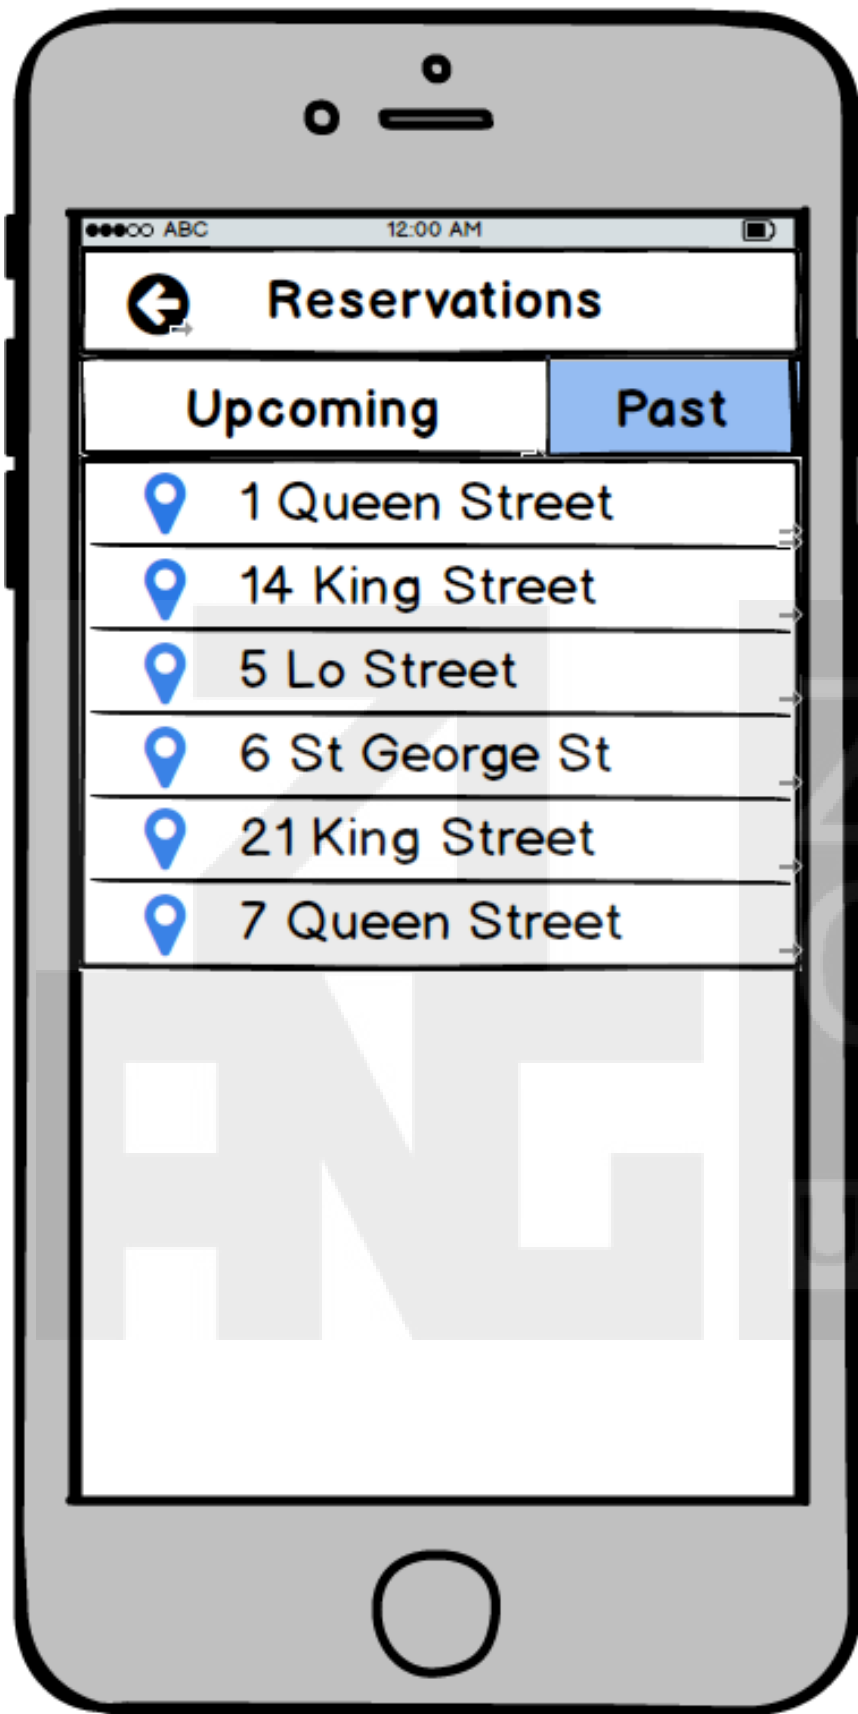 ABC 12:00 AM
Reservations
Upcoming Past
1 Queen Street
14 King Street
5 Lo Street
6 St George St
21 King Street
7 Queen Street